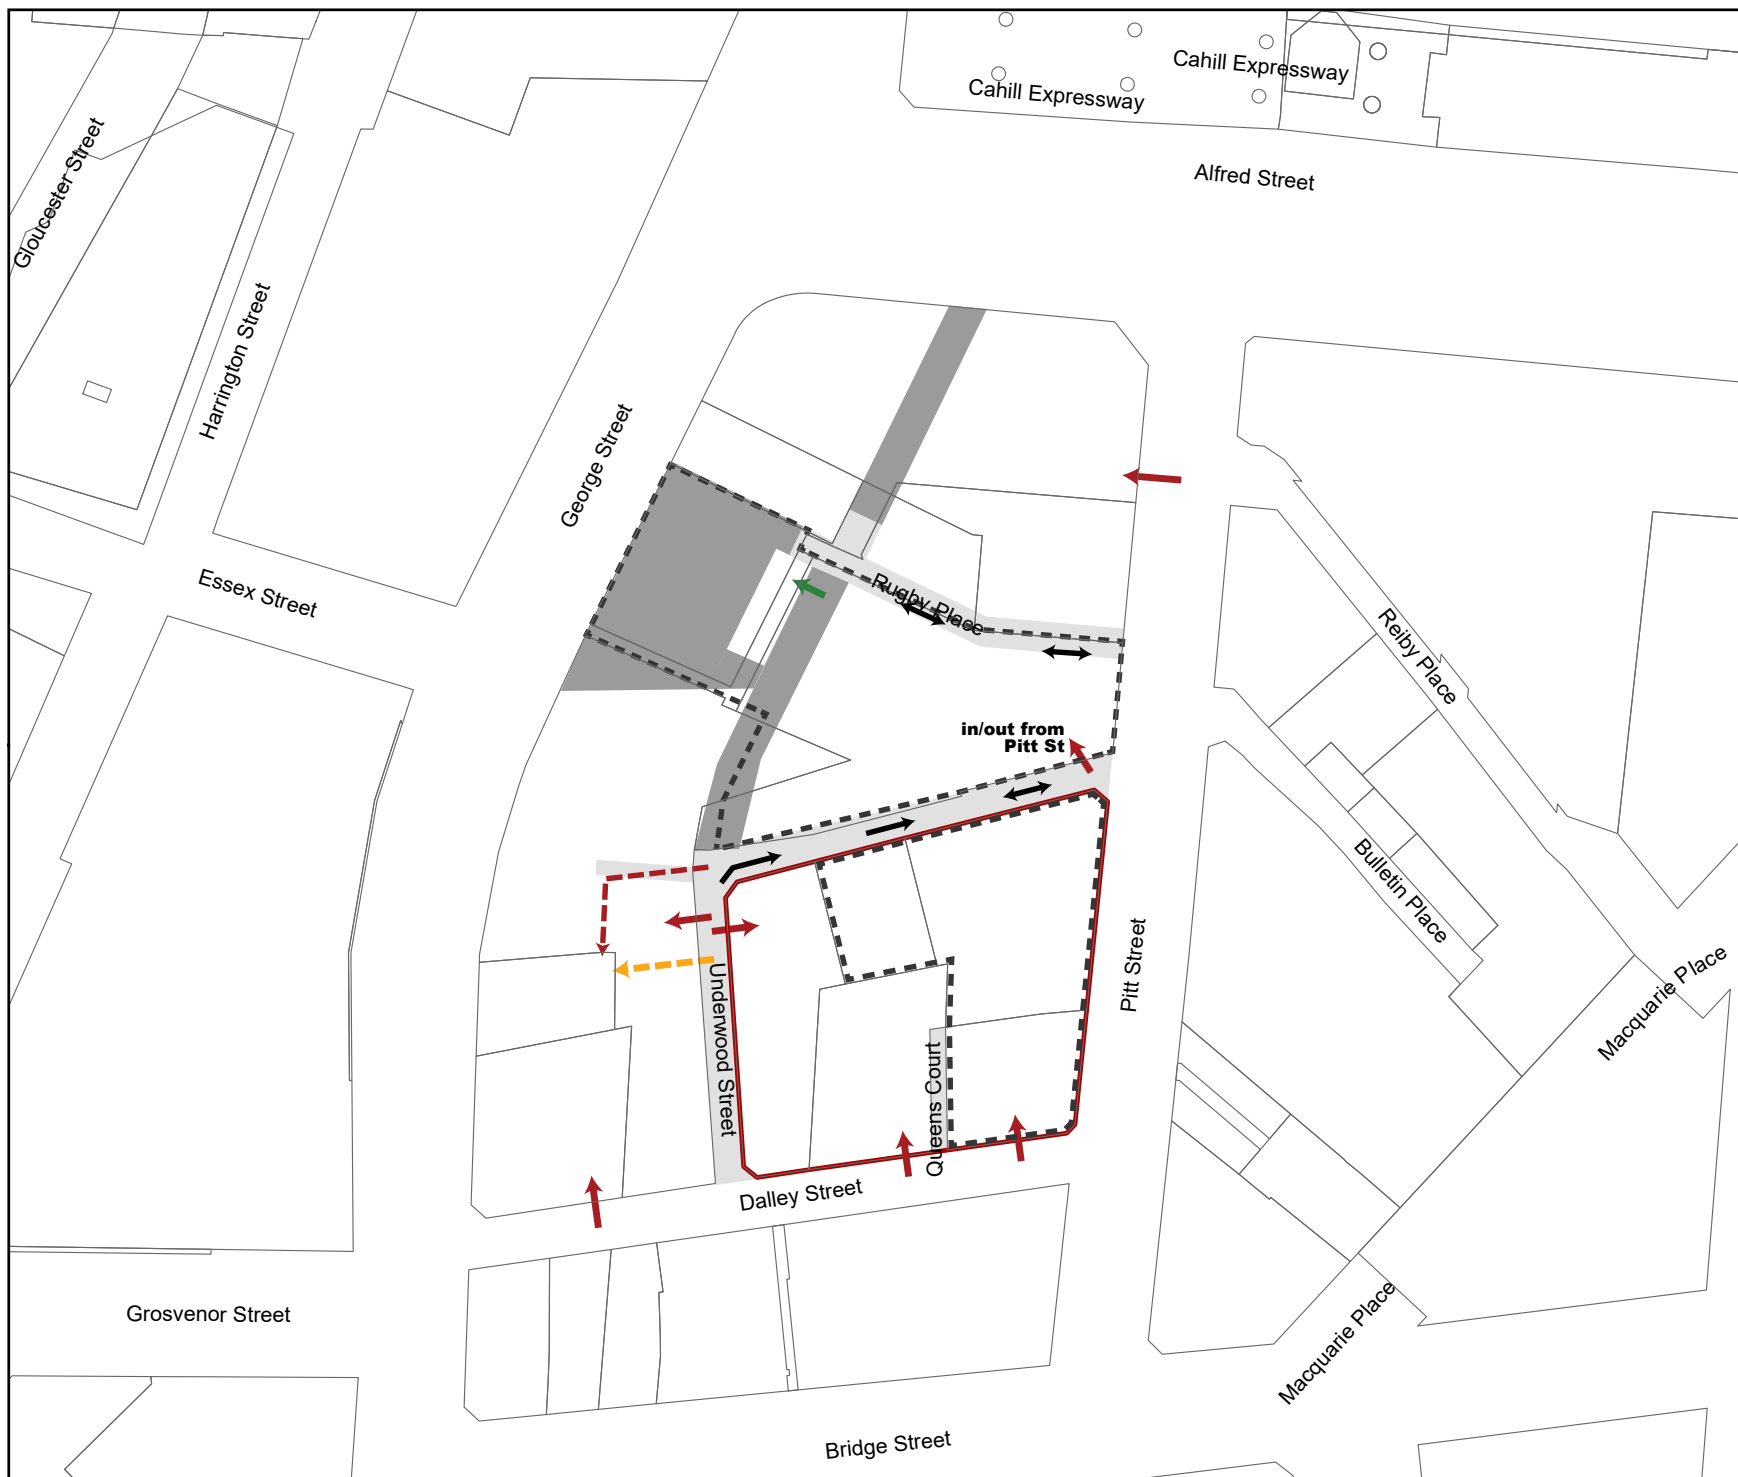 Cahill Expressway
Cahill Expressway
Alfred Street
Gloucester Street
Harrington Street
George Street
Essex Street
Rugby Place
Reiby Place
in/out from
Pitt St
Bulletin Place
Pitt Street
Macquarie Place
Underwood Street
Queens Court
Dalley Street
Grosvenor Street
Macquarie Place
Bridge Street